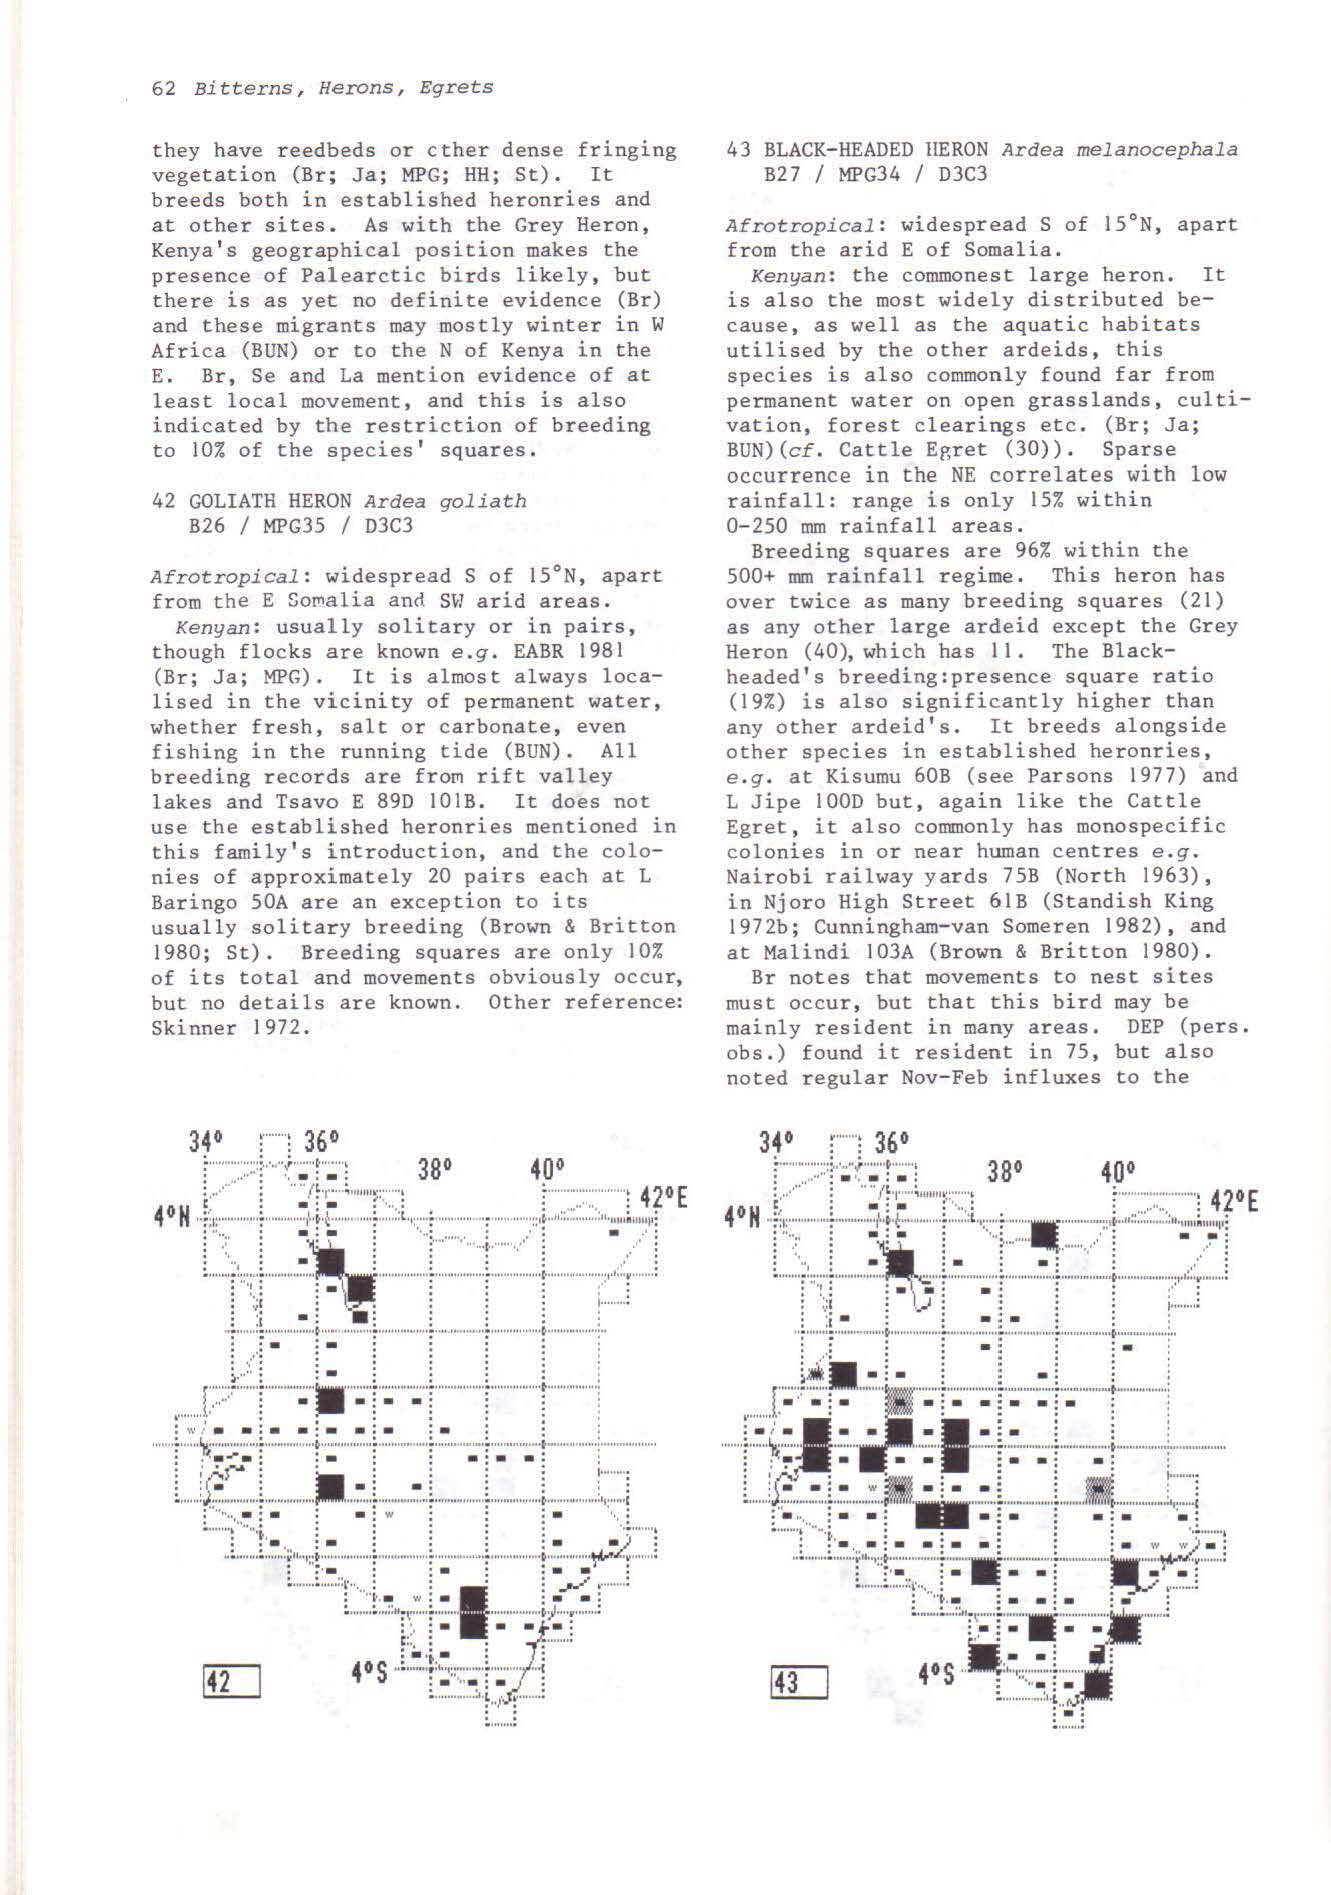 62 Bitterns, Herons, Egrets
they have reedbeds or cther dense fringing
vegetation (Br; Ja; MPG; HH; St). It
breeds both in established heronries and
at other sites. As with the Grey Heron,
Kenya's geographical position makes the
presence of Palearctic birds likely, but
there is as yet no definite evidence (Br)
and these migrants may mostly winter in W
Africa (BUN) or to the N of Kenya in the
E. Br, Se and La mention evidence of at
least local movement, and this is also
indicated by the restriction of breeding
to 10% of the species' squares.
42 GOLIATH HERON Ardea goliath
B26 / MPG35 / D3C3
Afrotropical: widespread S of 15°N, apart
from the E Somalia and SW arid areas.
Kenyan: usually solitary or in pairs,
though flocks are known e.g. EABR 1981
(Br; Ja; MPG). It is almost always loca-
lised in the vicinity of permanent water,
whether fresh, salt or carbonate, even
fishing in the running tide (BUN). All
breeding records are from rift valley
lakes and Tsavo E 89D 101B. It does not
use the established heronries mentioned in
this family's introduction, and the colo-
nies of approximately 20 pairs each at L
Baringo 50A are an exception to its
usually solitary breeding (Brown & Britton
1980; St). Breeding squares are only 10%
of its total and movements obviously occur,
but no details are known. Other reference:
Skinner 1972.
43 BLACK-HEADED HERON Ardea melanocephala
B27 / MPG34 / D3C3
Afrotropical: widespread S of 15°N, apart
from the arid E of Somalia.
Kenyan: the commonest large heron. It
is also the most widely distributed be-
cause, as well as the aquatic habitats
utilised by the other ardeids, this
species is also commonly found far from
permanent water on open grasslands, culti-
vation, forest clearings etc. (Br; Ja;
BUN)(cf. Cattle Egret (30)). Sparse
occurrence in the NE correlates with low
rainfall: range is only 15% within
0-250 mm rainfall areas.
Breeding squares are 96% within the
500+ mm rainfall regime. This heron has
over twice as many breeding squares (21)
as any other large ardeid except the Grey
Heron (40), which has 11. The Black-
headed's breeding:presence square ratio
(19%) is also significantly higher than
any other ardeid's. It breeds alongside
other species in established heronries,
e.g. at Kisumu 60B (see Parsons 1977) and
L Jipe 100D but, again like the Cattle
Egret, it also commonly has monospecific
colonies in or near human centres e.g.
Nairobi railway yards 75B (North 1963),
in Njoro High Street 61B (Standish King
1972b; Cunningham-van Someren 1982), and
at Malindi 103A (Brown & Britton 1980).
Br notes that movements to nest sites
must occur, but that this bird may be
mainly resident in many areas. DEP (pers.
obs.) found it resident in 75, but also
noted regular Nov-Feb influxes to the
34° 36°
38° 40°
4°N 42°E
42 4°S
34° 36°
38° 40°
4°N 42°E
43 4°S